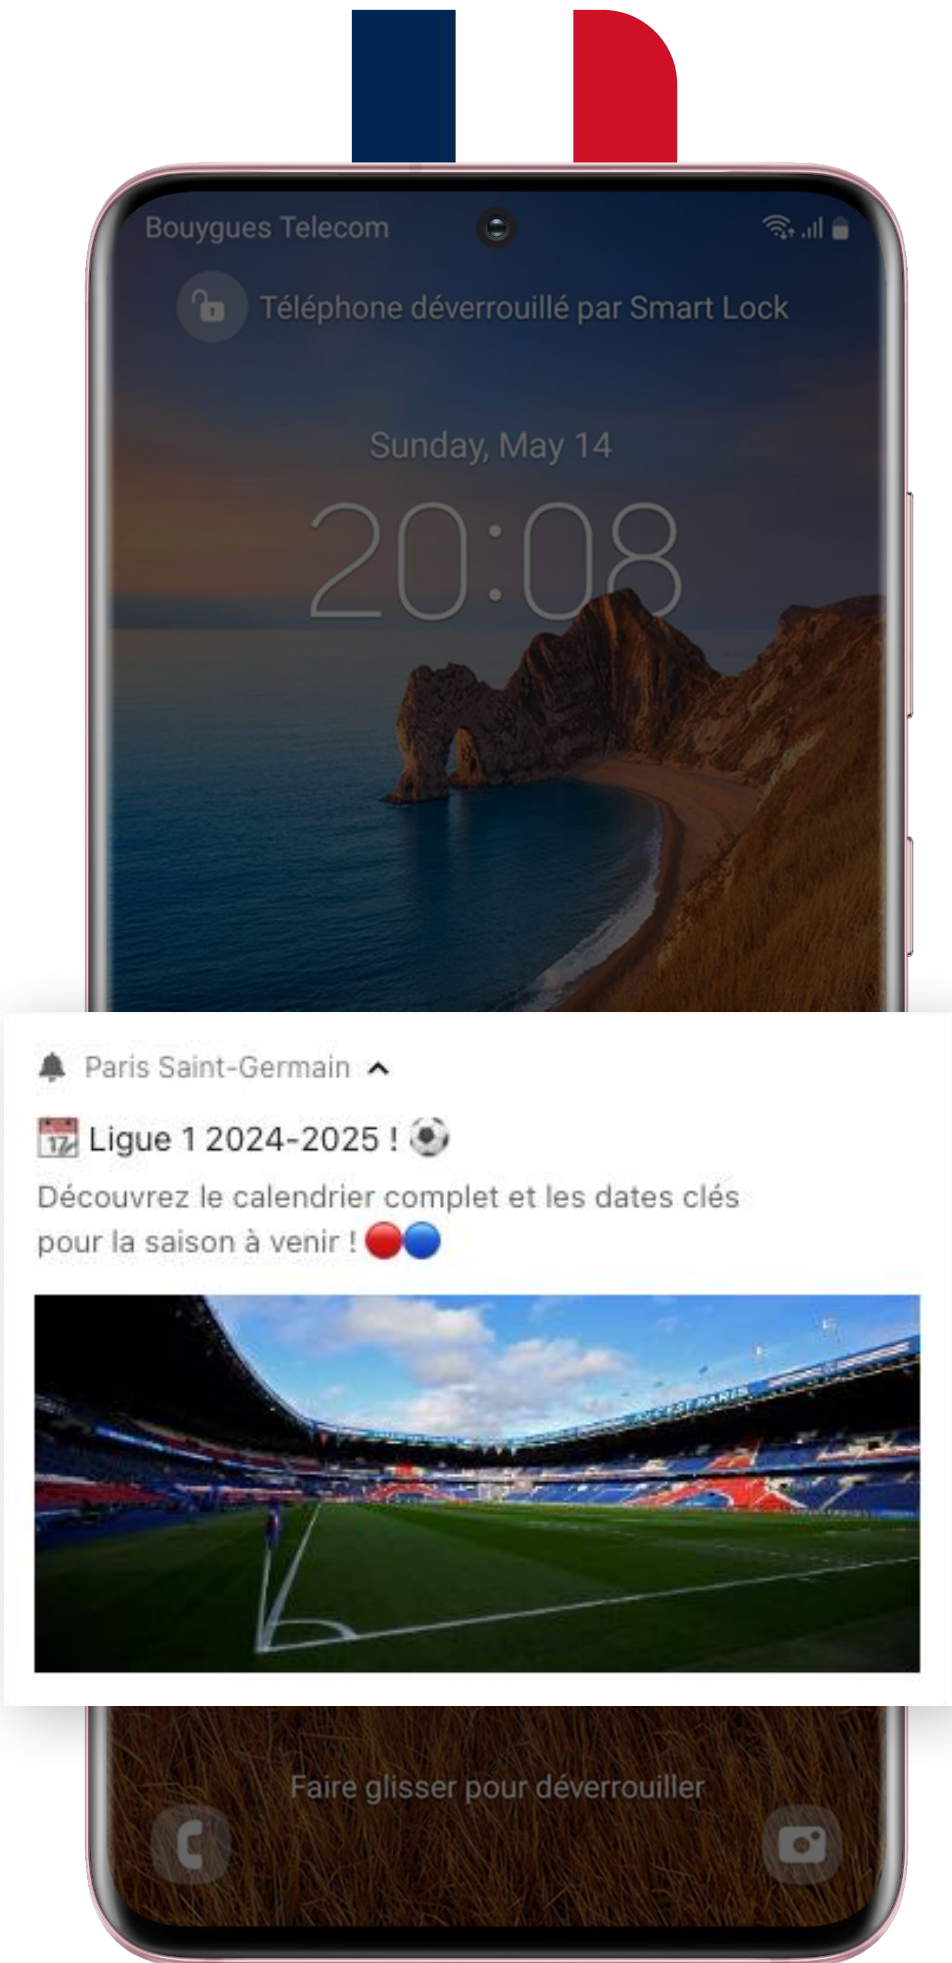 Bouygues Telecom
Téléphone déverrouillé par Smart Lock
Sunday, May 14
20:08
Paris Saint-Germain
17 Ligue 1 2024-2025 !
Découvrez le calendrier complet et les dates clés
pour la saison à venir !
Faire glisser pour déverrouiller